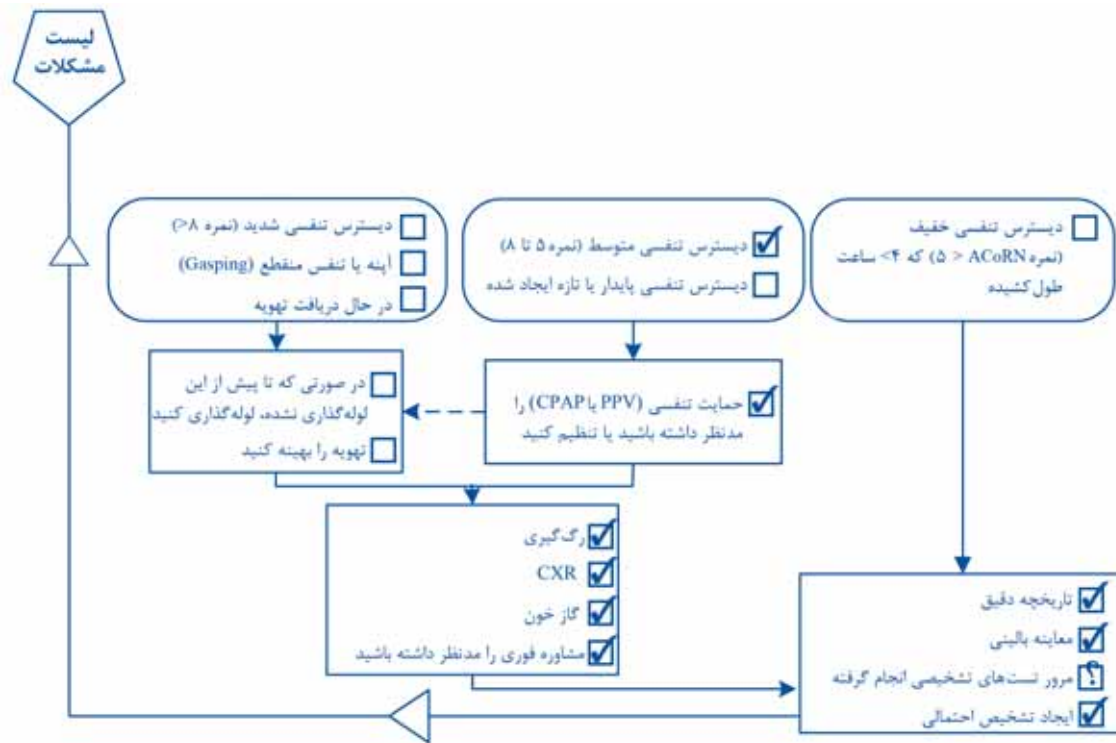 لیست
مشکلات
دیسترس تنفسی خفیف
(نمره ACoRN < ۵) که ۴> ساعت
طول کشیده
دیسترس تنفسی متوسط (نمره ۵ تا ۸)
دیسترس تنفسی پایدار یا تازه ایجاد شده
دیسترس تنفسی شدید (نمره ۸<)
آپنه یا تنفس منقطع (Gasping)
در حال دریافت تهویه
حمایت تنفسی (PPV یا CPAP) را
مدنظر داشته باشید یا تنظیم کنید
در صورتی که تا پیش از این
لوله‌گذاری نشده، لوله‌گذاری کنید
تهویه را بهینه کنید
رگ‌گیری
CXR
گاز خون
مشاوره فوری را مدنظر داشته باشید
تاریخچه دقیق
معاینه بالینی
؟ مرور تست‌های تشخیصی انجام گرفته
ایجاد تشخیص احتمالی